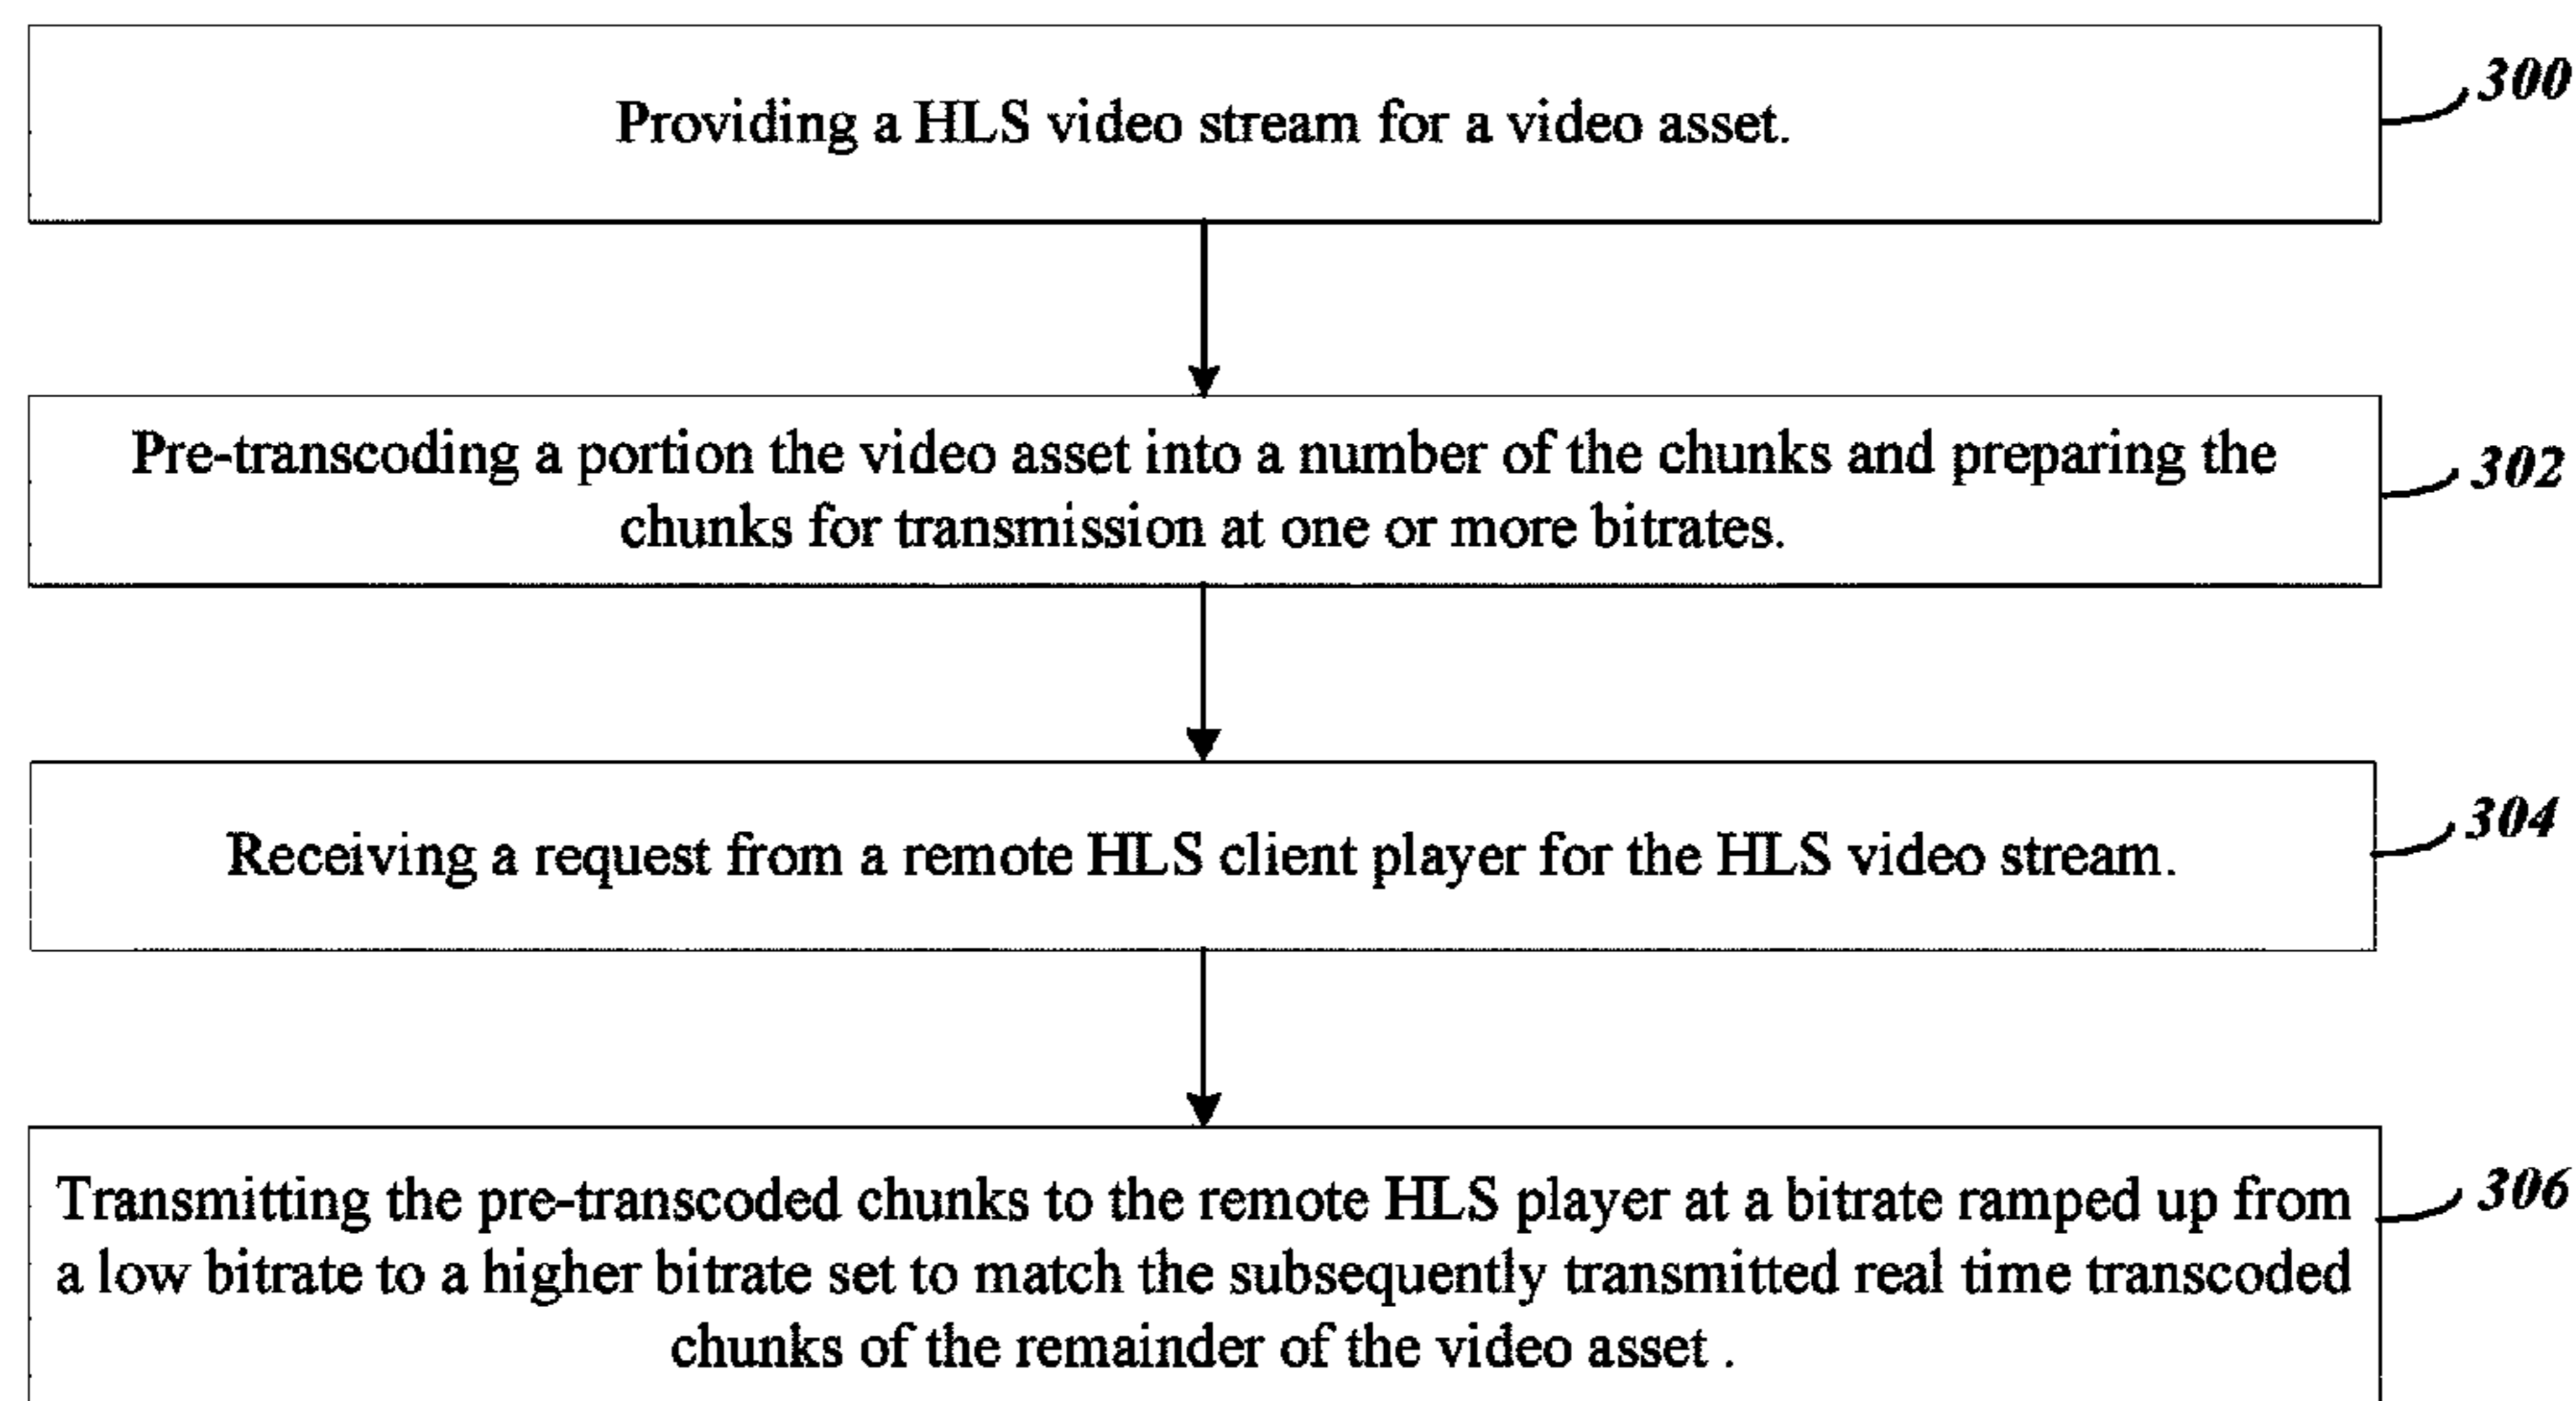 Providing a HLS video stream for a video asset.
300
Pre-transcoding a portion the video asset into a number of the chunks and preparing the
chunks for transmission at one or more bitrates.
302
Receiving a request from a remote HLS client player for the HLS video stream.
304
Transmitting the pre-transcoded chunks to the remote HLS player at a bitrate ramped up from
a low bitrate to a higher bitrate set to match the subsequently transmitted real time transcoded
chunks of the remainder of the video asset .
306